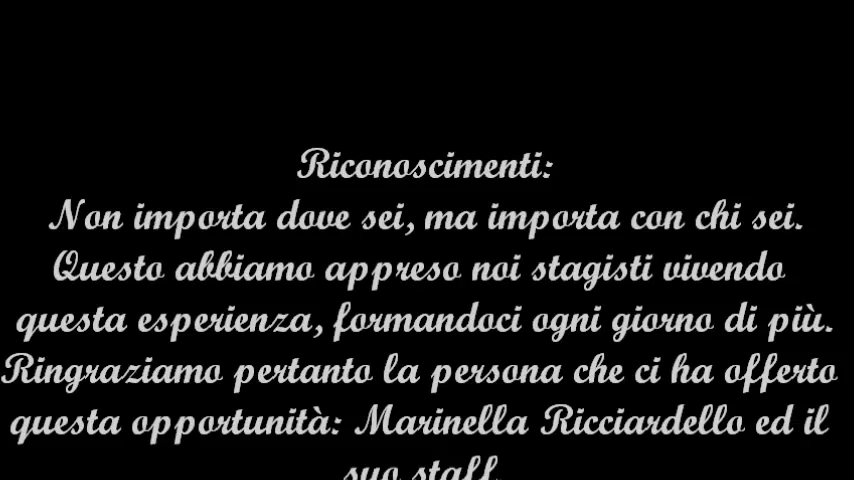 Riconoscimenti:
Non importa dove sei, ma importa con chi sei.
Questo abbiamo appreso noi stagisti vivendo
questa esperienza, formandoci ogni giorno di più.
Ringraziamo pertanto la persona che ci ha offerto
questa opportunità: Marinella Ricciardello ed il
suo staff.